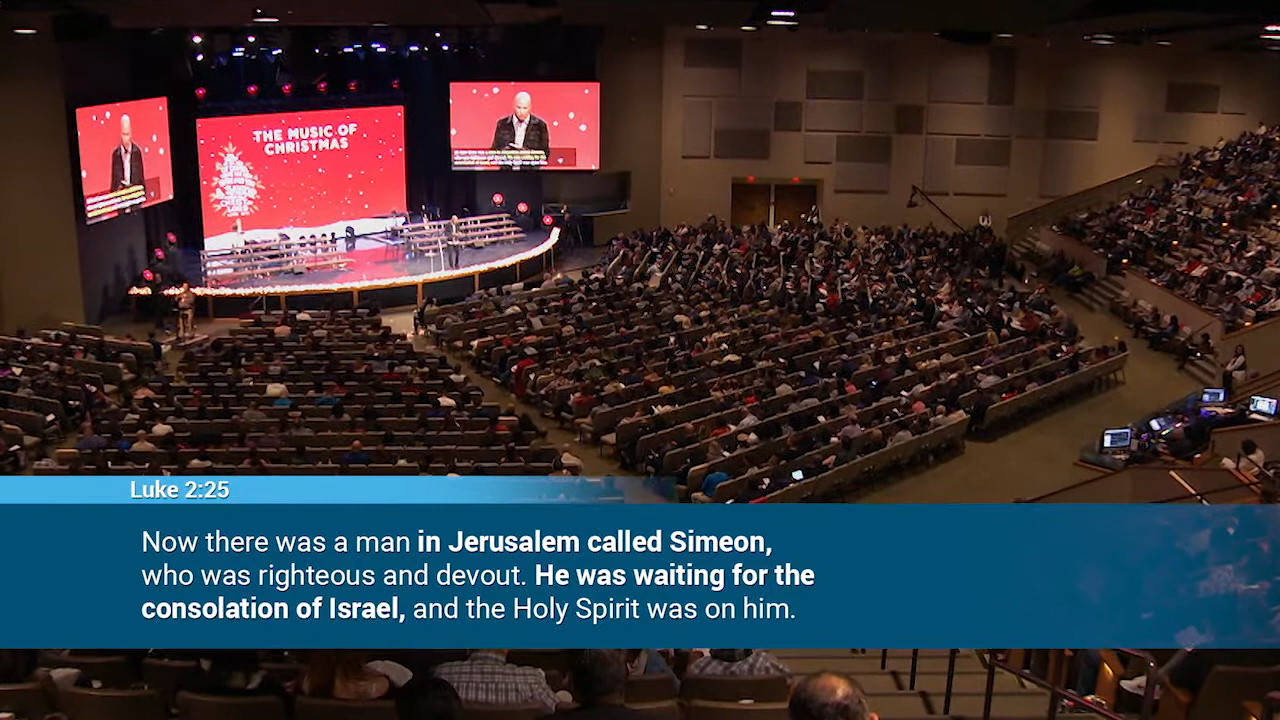 THE MUSIC OF
CHRISTMAS
Luke 2:25
Now there was a man in Jerusalem called Simeon,
who was righteous and devout. He was waiting for the
consolation of Israel, and the Holy Spirit was on him.